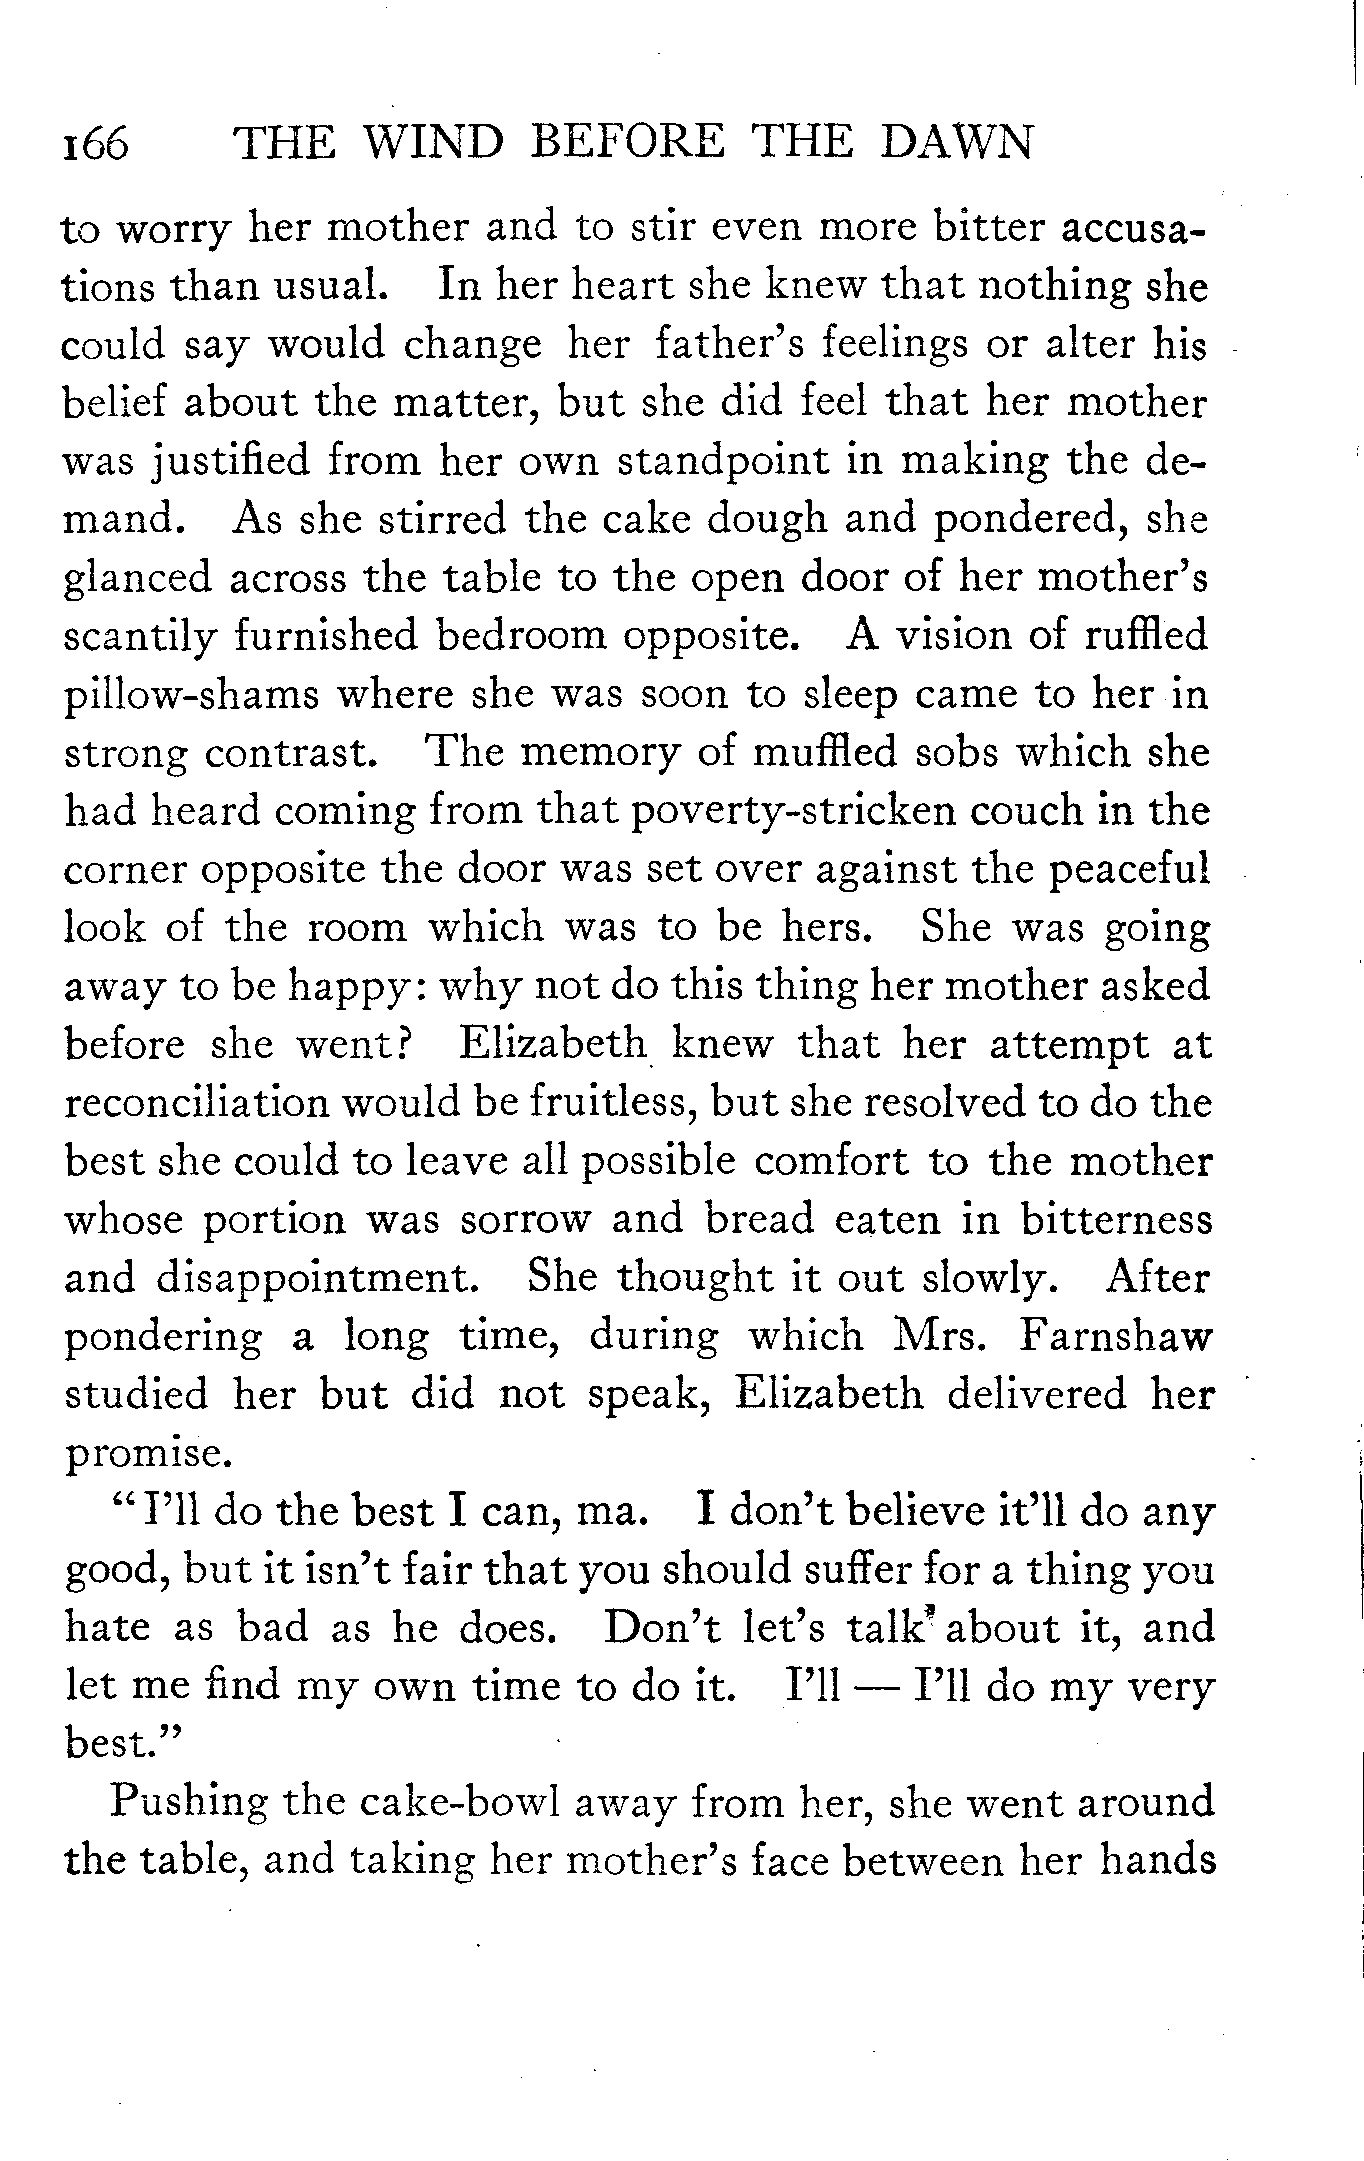 166 THE WIND BEFORE THE DAWN
to worry her mother and to stir even more bitter accusa-
tions than usual. In her heart she knew that nothing she
could say would change her father's feelings or alter his
belief about the matter, but she did feel that her mother
was justified from her own standpoint in making the de-
mand. As she stirred the cake dough and pondered, she
glanced across the table to the open door of her mother's
scantily furnished bedroom opposite. A vision of ruffled
pillow-shams where she was soon to sleep came to her in
strong contrast. The memory of muffled sobs which she
had heard coming from that poverty-stricken couch in the
corner opposite the door was set over against the peaceful
look of the room which was to be hers. She was going
away to be happy: why not do this thing her mother asked
before she went? Elizabeth knew that her attempt at
reconciliation would be fruitless, but she resolved to do the
best she could to leave all possible comfort to the mother
whose portion was sorrow and bread eaten in bitterness
and disappointment. She thought it out slowly. After
pondering a long time, during which Mrs. Farnshaw
studied her but did not speak, Elizabeth delivered her
promise.
"I'll do the best I can, ma. I don't believe it'll do any
good, but it isn't fair that you should suffer for a thing you
hate as bad as he does. Don't let's talk about it, and
let me find my own time to do it. I'll — I'll do my very
best."
Pushing the cake-bowl away from her, she went around
the table, and taking her mother's face between her hands